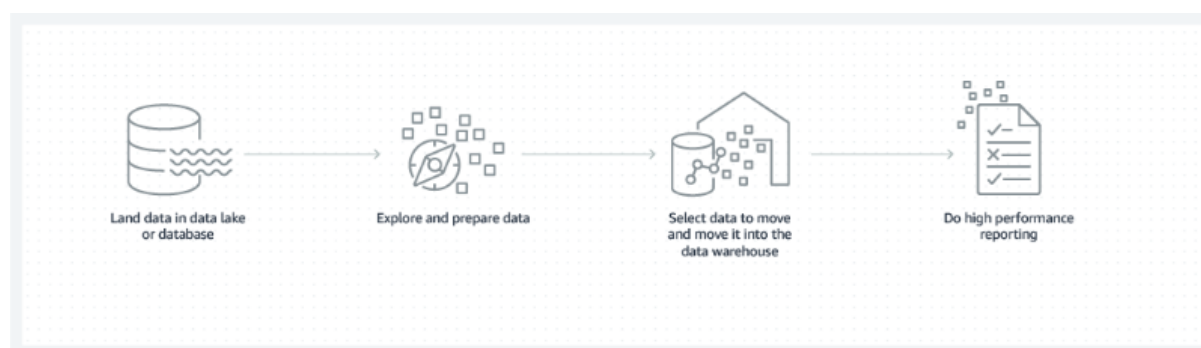 Land data in data lake
or database
Explore and prepare data
Select data to move
and move it into the
data warehouse
Do high performance
reporting